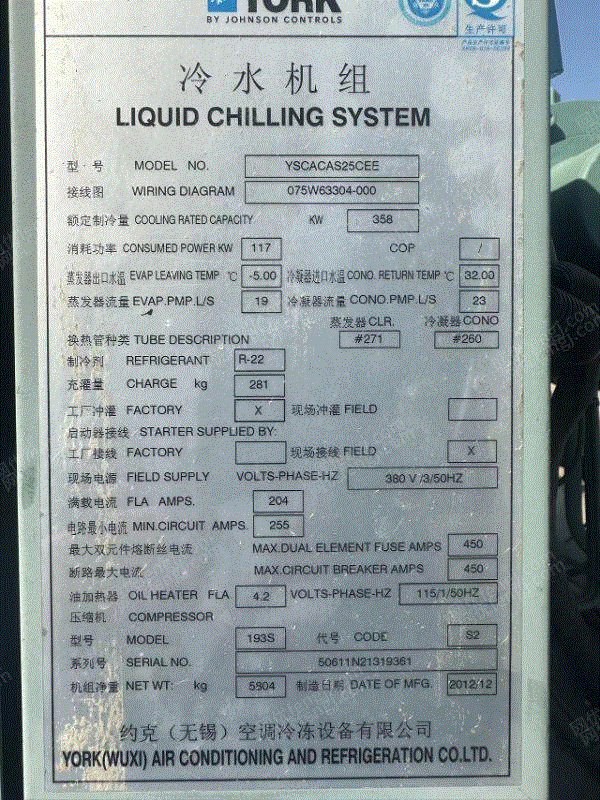 YORK
BY JOHNSON CONTROLS
生产许可
冷水机组
LIQUID CHILLING SYSTEM
型·号 MODEL NO. YSCACAS25CEE
接线图 WIRING DIAGRAM 075W63304-000
额定制冷量 COOLING RATED CAPACITY KW 358
消耗功率 CONSUMED POWER KW 117 COP /
蒸发器出口水温 EVAP LEAVING TEMP ℃ -5.00 冷凝器进口水温 COND. RETURN TEMP ℃ 32.00
蒸发器流量 EVAP.PMP.L/S 19 冷凝器流量 COND.PMP.L/S 23
蒸发器 CLR. 冷凝器 COND
换热管种类 TUBE DESCRIPTION #271 #260
制冷剂 REFRIGERANT R-22
充灌量 CHARGE kg 281
工厂冲灌 FACTORY X 现场冲灌 FIELD
启动器接线 STARTER SUPPLIED BY:
工厂接线 FACTORY 现场接线 FIELD X
现场电源 FIELD SUPPLY VOLTS-PHASE-HZ 380 V /3/50HZ
满载电流 FLA AMPS. 204
电路最小电流 MIN.CIRCUIT AMPS. 255
最大双元件熔断丝电流 MAX.DUAL ELEMENT FUSE AMPS 450
断路最大电流 MAX.CIRCUIT BREAKER AMPS 450
油加热器 OIL HEATER FLA 4.2 VOLTS-PHASE-HZ 115/1/50HZ
压缩机 COMPRESSOR
型号 MODEL 193S 代号 CODE S2
系列号 SERIAL NO. 50611N21319361
机组净重 NET WT: kg 5804 制造日期 DATE OF MFG. 2012.12
约克（无锡）空调冷冻设备有限公司
YORK(WUXI) AIR CONDITIONING AND REFRIGERATION CO.LTD.